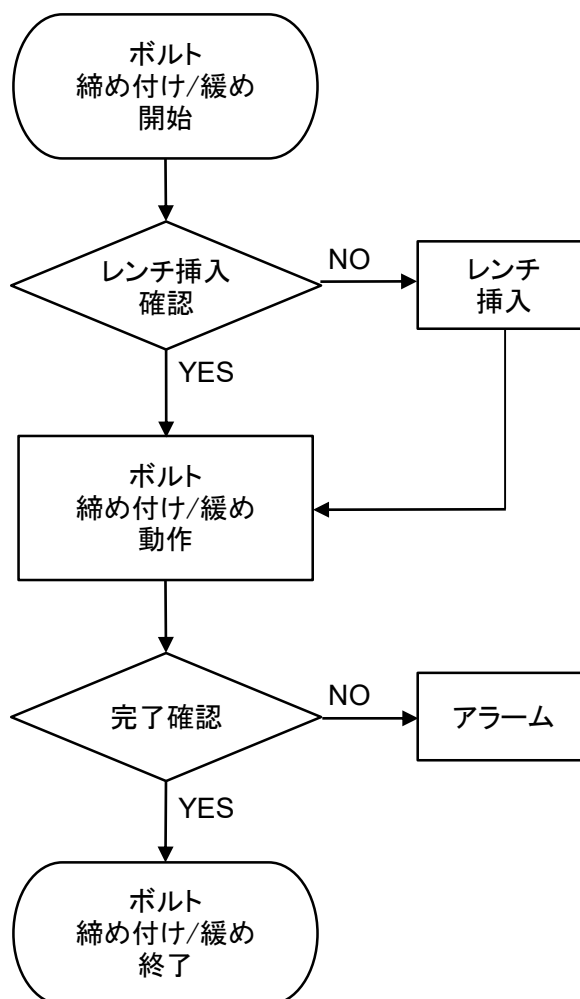 ボルト
締め付け/緩め
開始
レンチ挿入
確認
NO
レンチ
挿入
YES
ボルト
締め付け/緩め
動作
完了確認
NO
アラーム
YES
ボルト
締め付け/緩め
終了